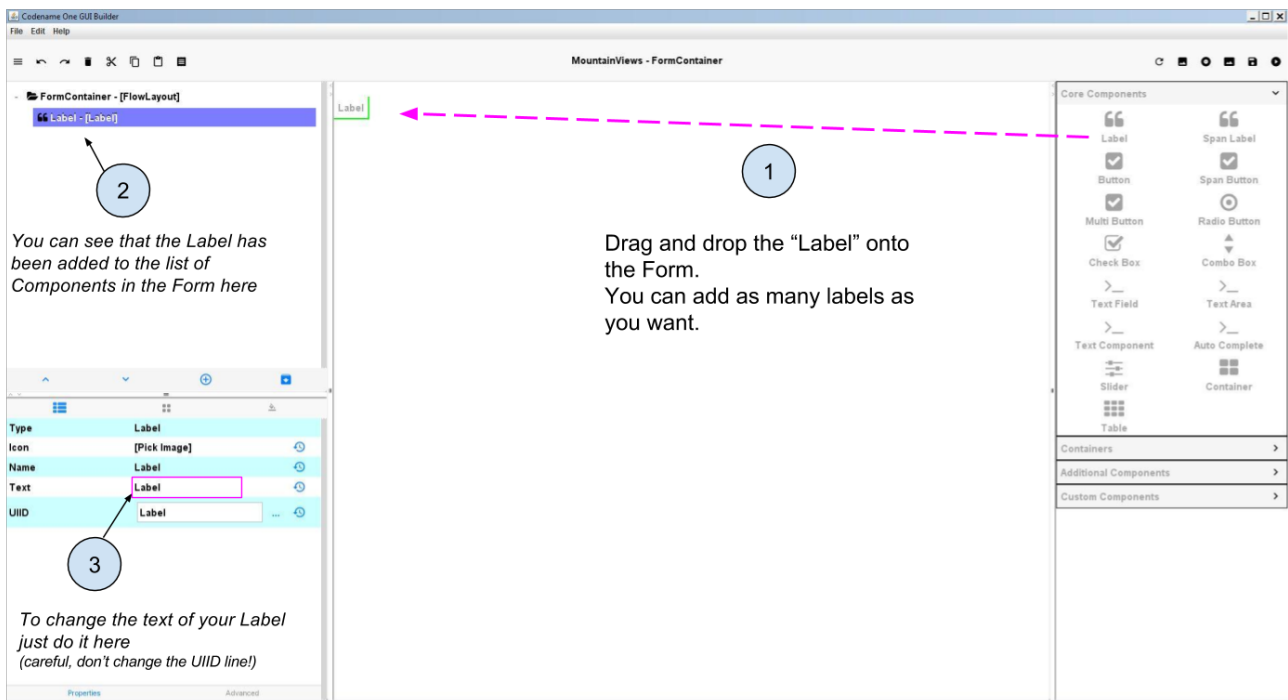 Codename One GUI Builder
File Edit Help
MountainViews - FormContainer
FormContainer - [FlowLayout]
Label - [Label]
2
You can see that the Label has
been added to the list of
Components in the Form here
Type Label
Icon [Pick Image]
Name Label
Text Label
UIID Label ...
3
To change the text of your Label
just do it here
(careful, don't change the UIID line!)
Properties Advanced
Label
1
Drag and drop the “Label” onto
the Form.
You can add as many labels as
you want.
Core Components
Label Span Label
Button Span Button
Multi Button Radio Button
Check Box Combo Box
Text Field Text Area
Text Component Auto Complete
Slider Container
Table
Containers
Additional Components
Custom Components